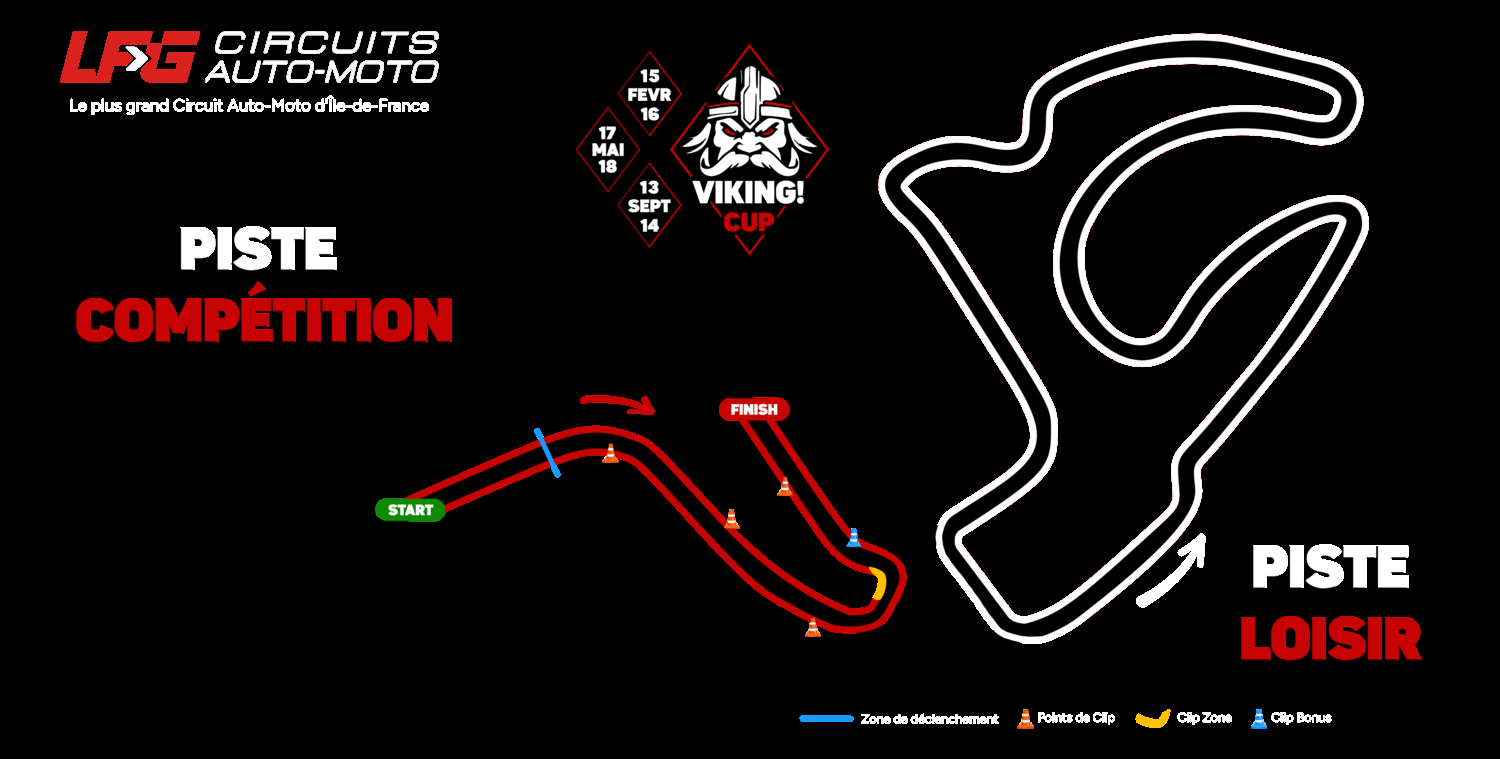 LFG CIRCUITS
AUTO-MOTO
Le plus grand Circuit Auto-Moto d'Île-de-France
15
FEVR
16
17
MAI
18
13
SEPT
14
VIKING!
CUP
PISTE
COMPÉTITION
START
FINISH
PISTE
LOISIR
Zone de déclenchement
Points de Clip
Clip Zone
Clip Bonus